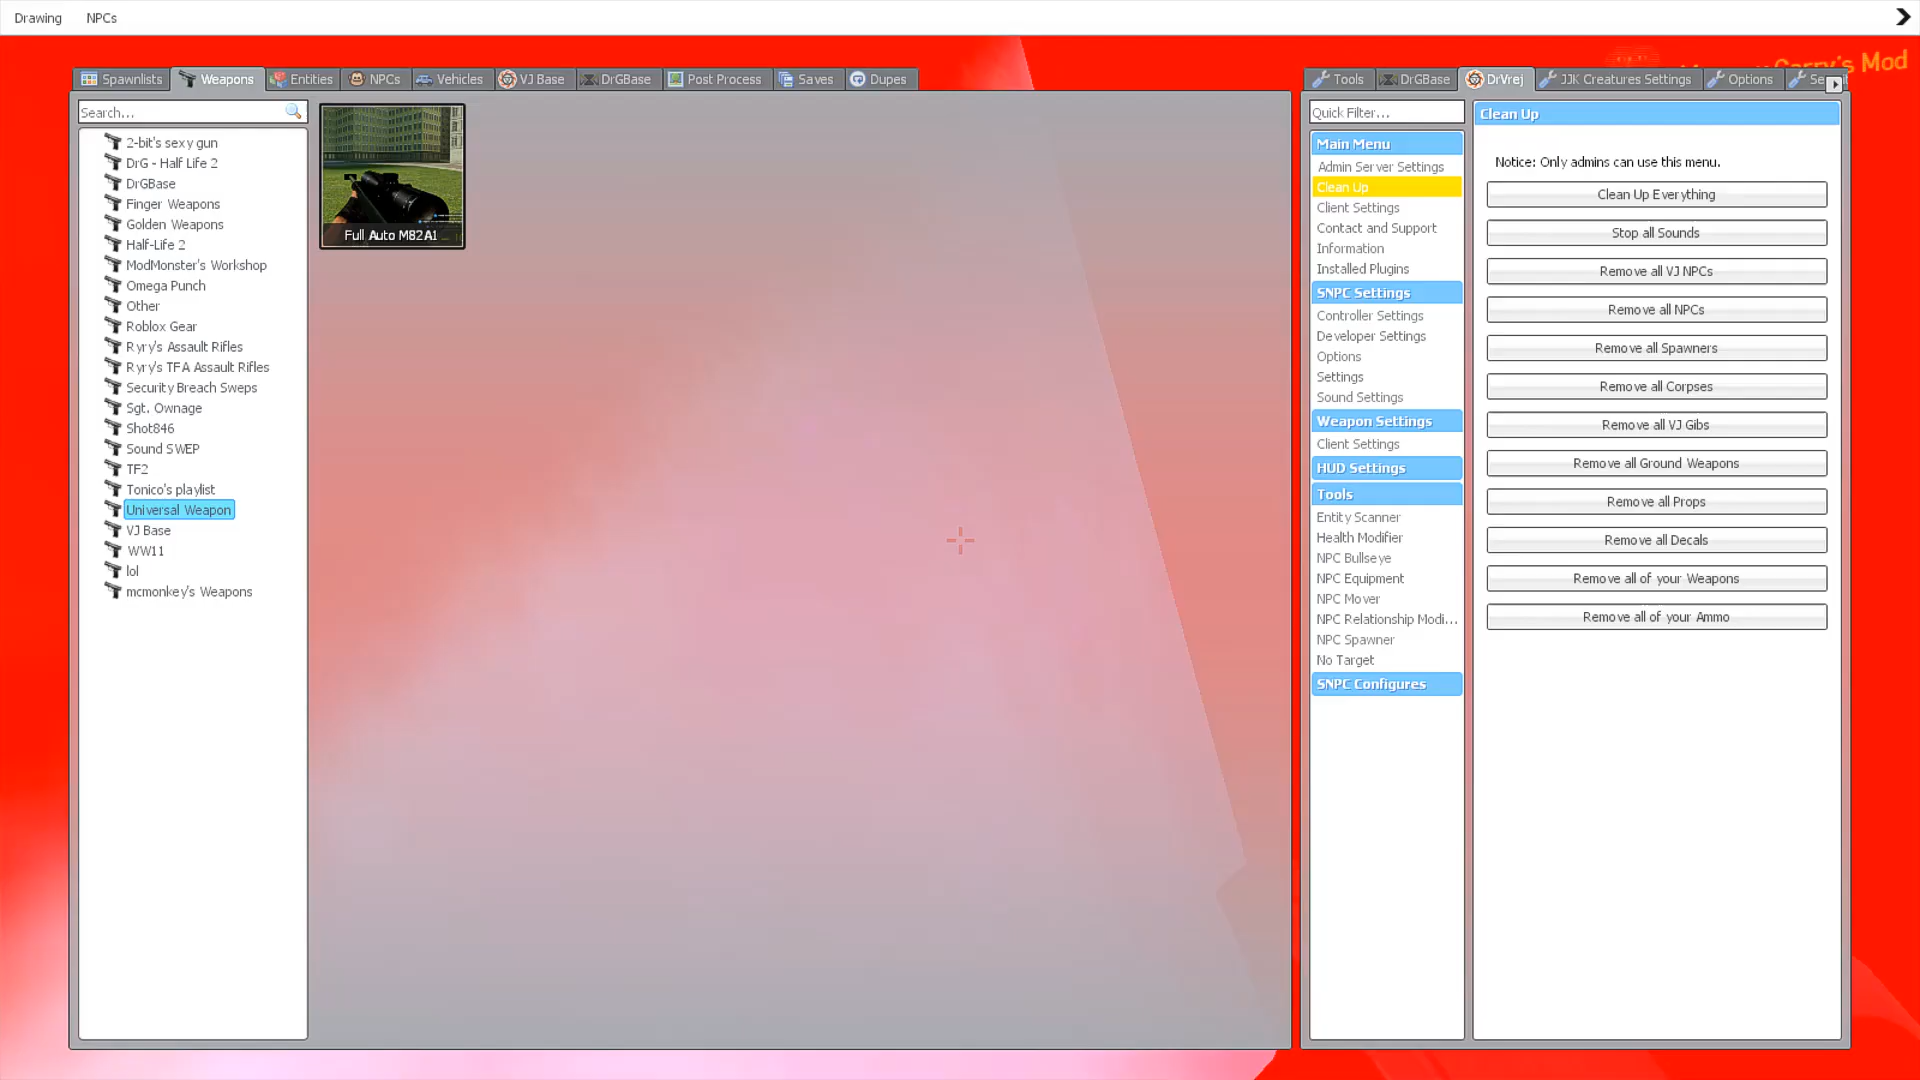 Drawing NPCs
Garry's Mod
Spawnlists Weapons Entities NPCs Vehicles VJ Base DrGBase Post Process Saves Dupes
Tools DrGBase DrVrej JJK Creatures Settings Options Se
Search...
2-bit's sexy gun
DrG - Half Life 2
DrGBase
Finger Weapons
Golden Weapons
Half-Life 2
ModMonster's Workshop
Omega Punch
Other
Roblox Gear
Ryry's Assault Rifles
Ryry's TFA Assault Rifles
Security Breach Sweps
Sgt. Ownage
Shot846
Sound SWEP
TF2
Tonico's playlist
Universal Weapon
VJ Base
WW11
lol
mcmonkey's Weapons
Full Auto M82A1
Quick Filter...
Main Menu
Admin Server Settings
Clean Up
Client Settings
Contact and Support
Information
Installed Plugins
SNPC Settings
Controller Settings
Developer Settings
Options
Settings
Sound Settings
Weapon Settings
Client Settings
HUD Settings
Tools
Entity Scanner
Health Modifier
NPC Bullseye
NPC Equipment
NPC Mover
NPC Relationship Modi...
NPC Spawner
No Target
SNPC Configures
Clean Up
Notice: Only admins can use this menu.
Clean Up Everything
Stop all Sounds
Remove all VJ NPCs
Remove all NPCs
Remove all Spawners
Remove all Corpses
Remove all VJ Gibs
Remove all Ground Weapons
Remove all Props
Remove all Decals
Remove all of your Weapons
Remove all of your Ammo